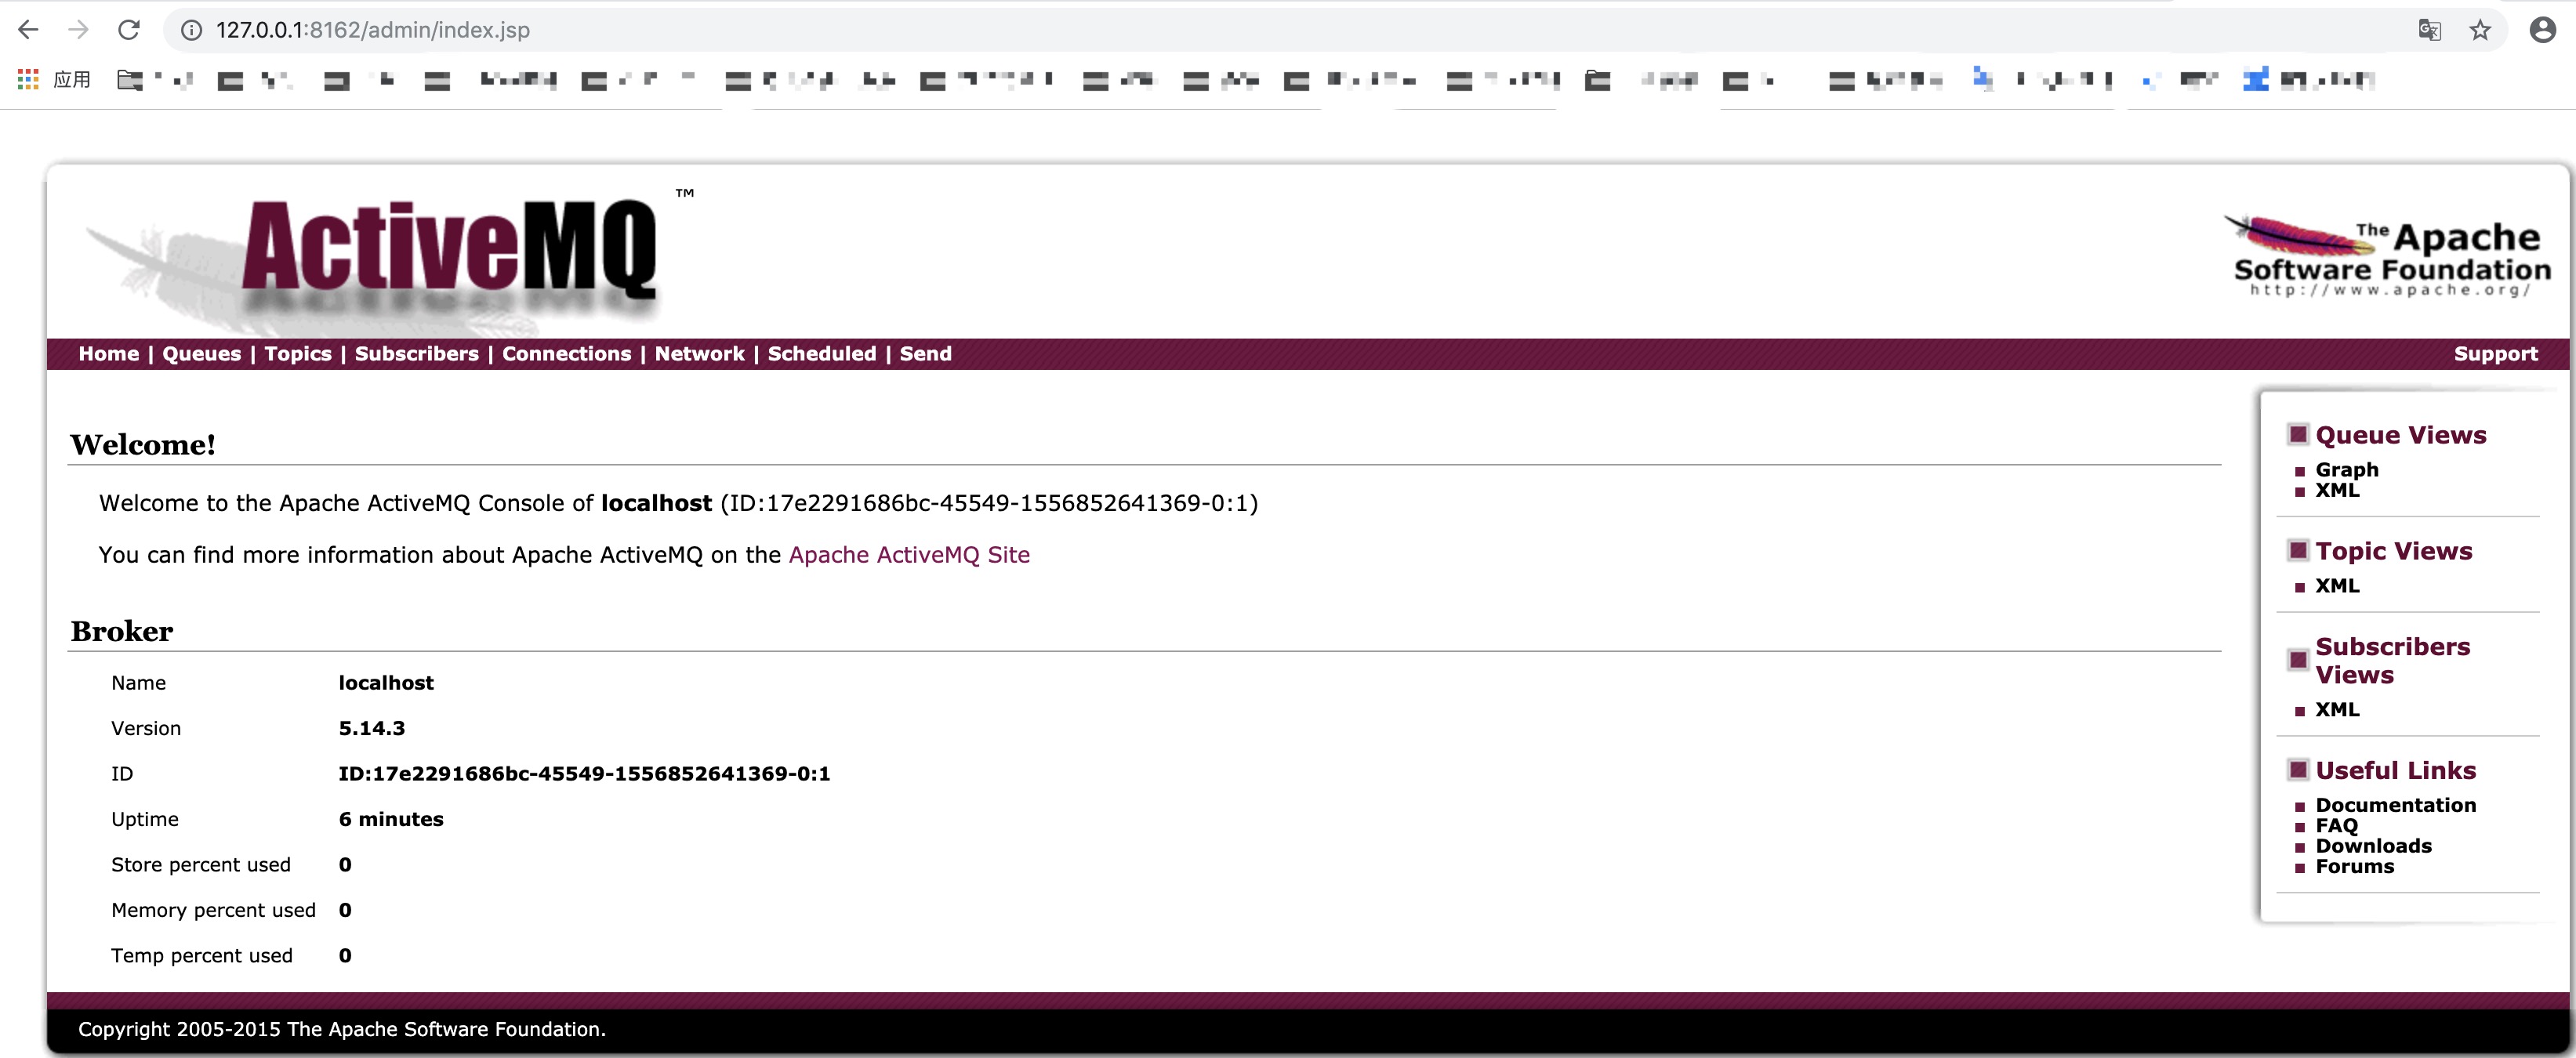 127.0.0.1:8162/admin/index.jsp
应用
ActiveMQ ™
The Apache
Software Foundation
http://www.apache.org/
Home | Queues | Topics | Subscribers | Connections | Network | Scheduled | Send
Support
Welcome!
Welcome to the Apache ActiveMQ Console of localhost (ID:17e2291686bc-45549-1556852641369-0:1)
You can find more information about Apache ActiveMQ on the Apache ActiveMQ Site
Broker
Name localhost
Version 5.14.3
ID ID:17e2291686bc-45549-1556852641369-0:1
Uptime 6 minutes
Store percent used 0
Memory percent used 0
Temp percent used 0
Queue Views
Graph
XML
Topic Views
XML
Subscribers
Views
XML
Useful Links
Documentation
FAQ
Downloads
Forums
Copyright 2005-2015 The Apache Software Foundation.